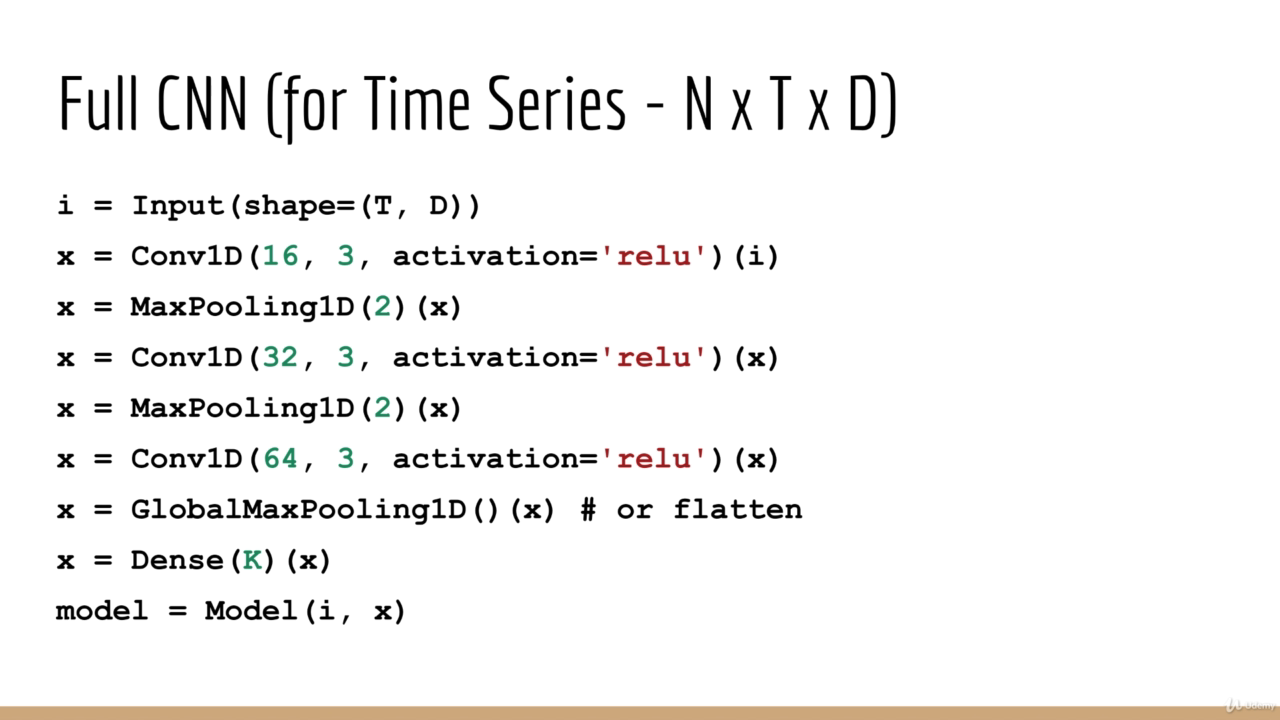 Full CNN (for Time Series - N x T x D)
i = Input(shape=(T, D))
x = Conv1D(16, 3, activation='relu')(i)
x = MaxPooling1D(2)(x)
x = Conv1D(32, 3, activation='relu')(x)
x = MaxPooling1D(2)(x)
x = Conv1D(64, 3, activation='relu')(x)
x = GlobalMaxPooling1D()(x) # or flatten
x = Dense(K)(x)
model = Model(i, x)
Udemy